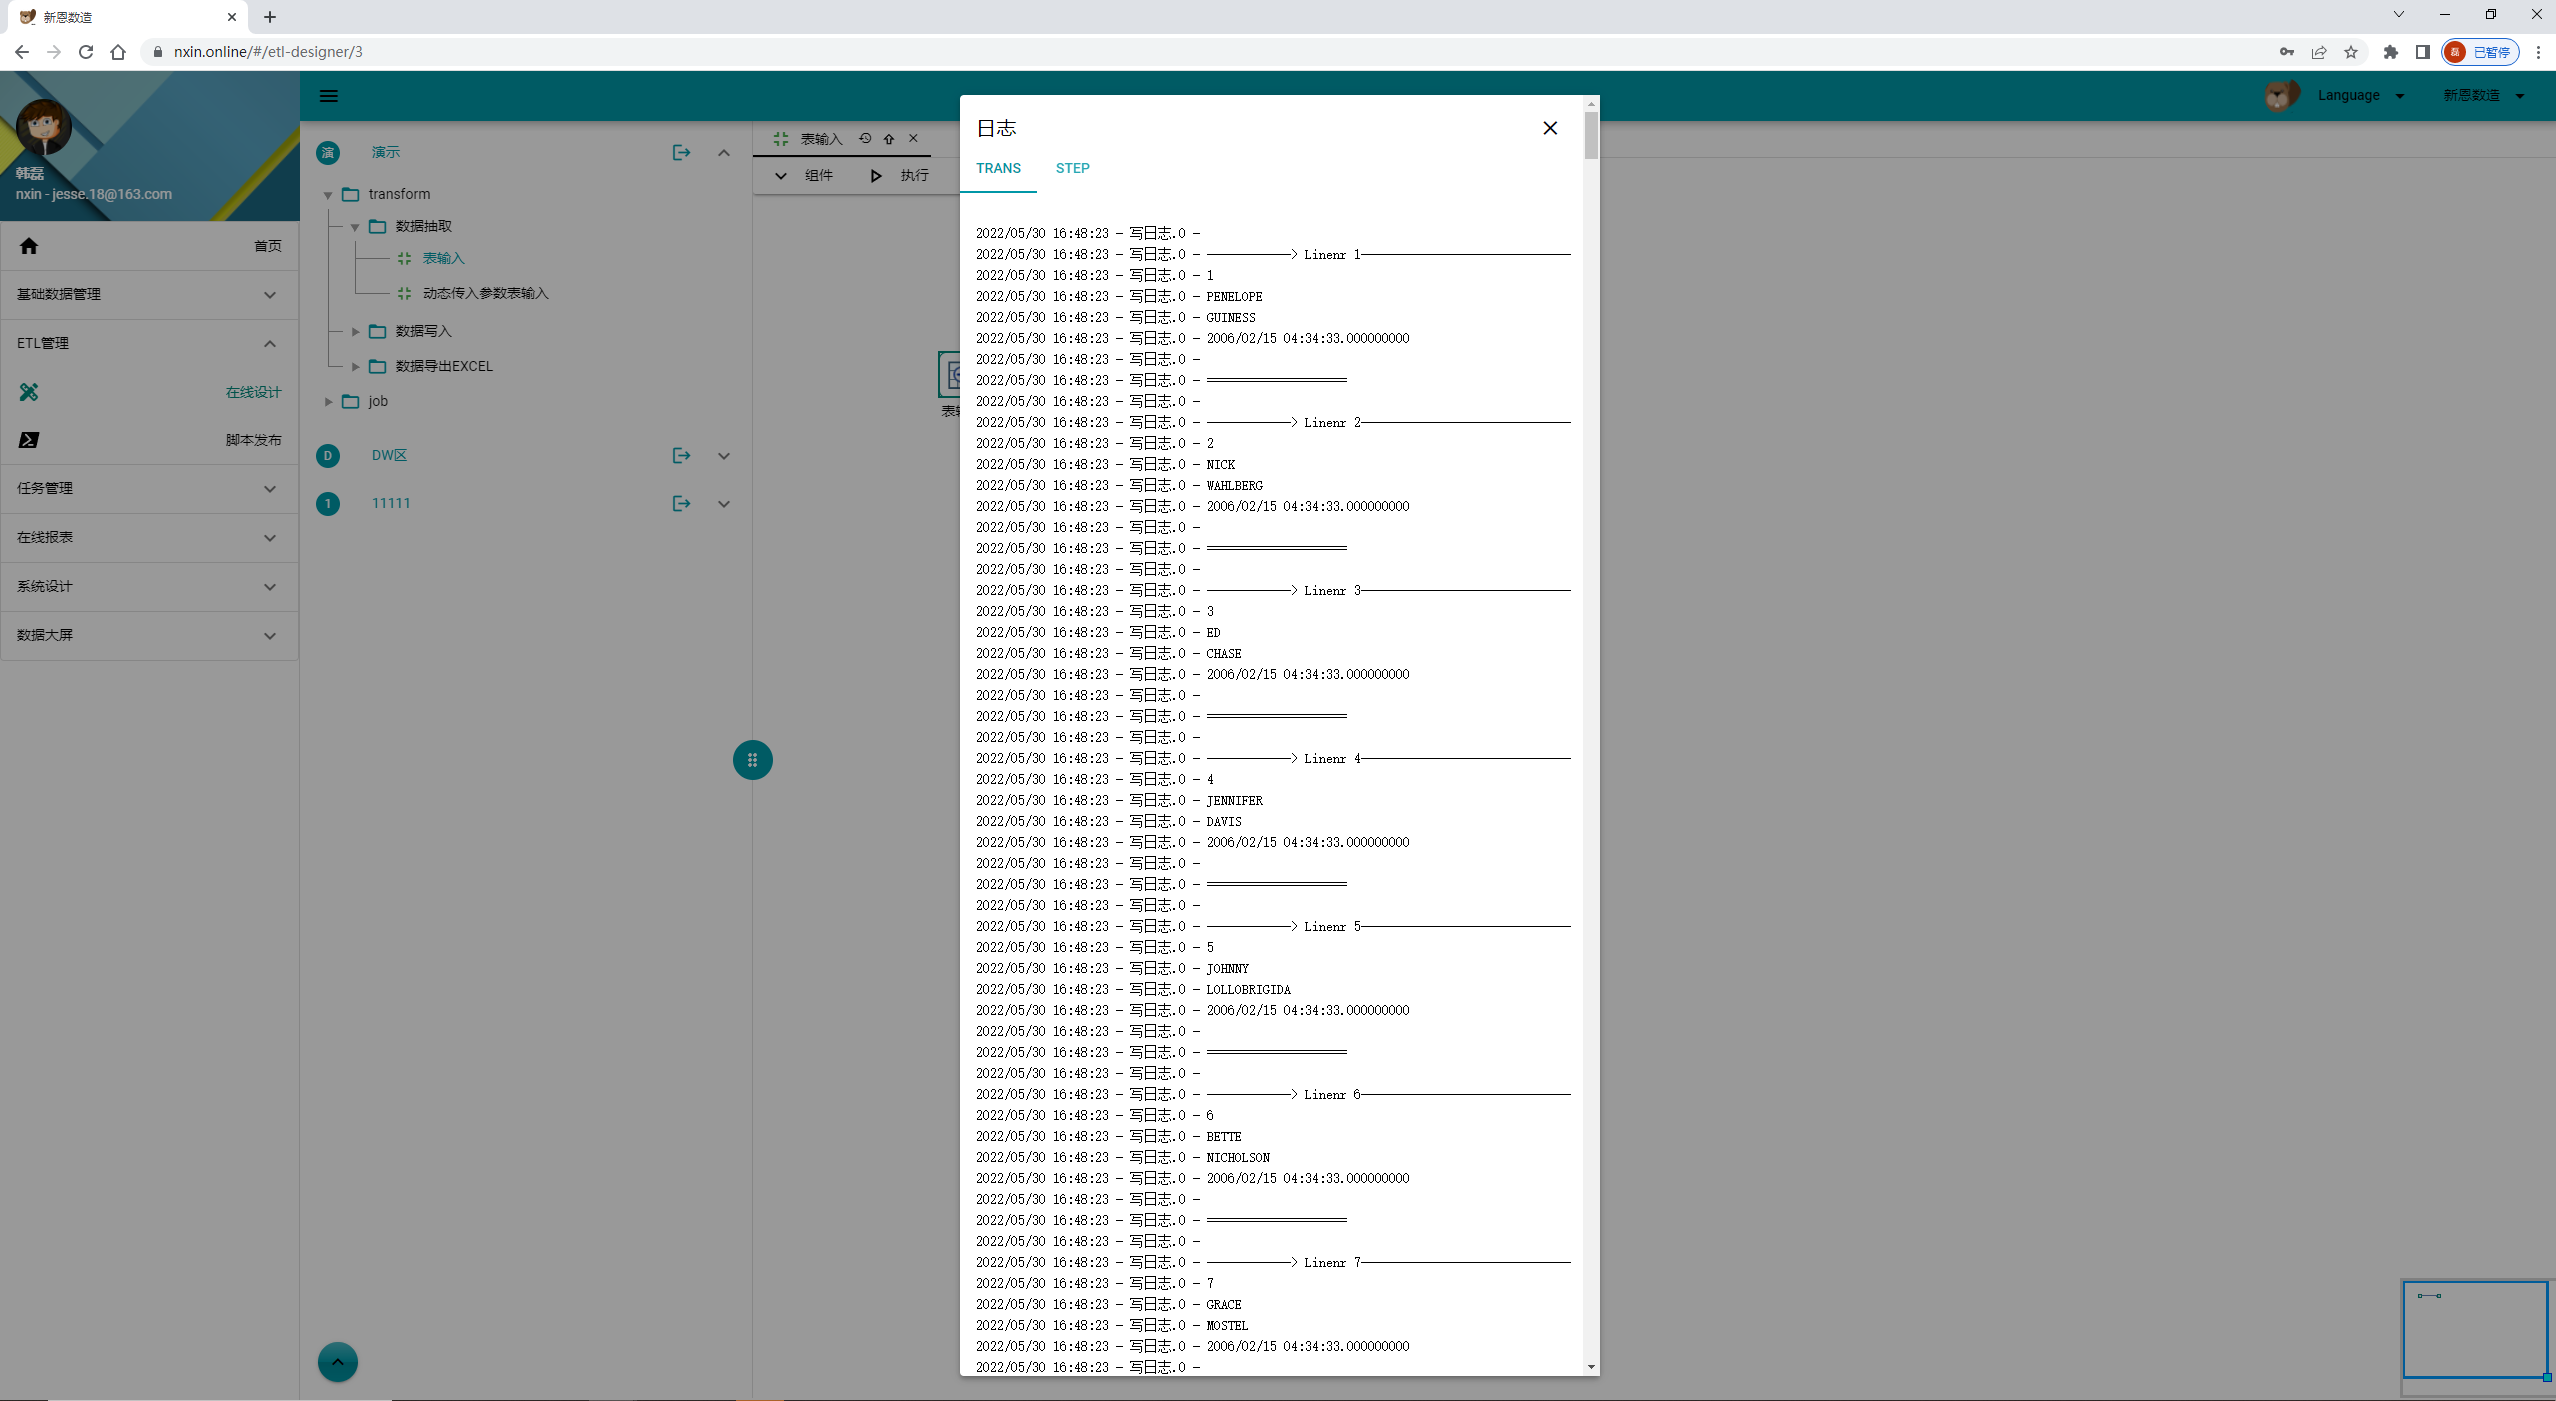 新恩数造
nxin.online/#/etl-designer/3
磊 已暂停
Language
新恩数造
韩磊
nxin - jesse.18@163.com
首页
基础数据管理
ETL管理
在线设计
脚本发布
任务管理
在线报表
系统设计
数据大屏
演 演示
transform
数据抽取
表输入
动态传入参数表输入
数据写入
数据导出EXCEL
job
D DW区
1 11111
表输入
组件 执行
表
日志
TRANS STEP
2022/05/30 16:48:23 - 写日志.0 -
2022/05/30 16:48:23 - 写日志.0 - ------------> Linenr 1------------------------------
2022/05/30 16:48:23 - 写日志.0 - 1
2022/05/30 16:48:23 - 写日志.0 - PENELOPE
2022/05/30 16:48:23 - 写日志.0 - GUINESS
2022/05/30 16:48:23 - 写日志.0 - 2006/02/15 04:34:33.000000000
2022/05/30 16:48:23 - 写日志.0 -
2022/05/30 16:48:23 - 写日志.0 - ====================
2022/05/30 16:48:23 - 写日志.0 -
2022/05/30 16:48:23 - 写日志.0 - ------------> Linenr 2------------------------------
2022/05/30 16:48:23 - 写日志.0 - 2
2022/05/30 16:48:23 - 写日志.0 - NICK
2022/05/30 16:48:23 - 写日志.0 - WAHLBERG
2022/05/30 16:48:23 - 写日志.0 - 2006/02/15 04:34:33.000000000
2022/05/30 16:48:23 - 写日志.0 -
2022/05/30 16:48:23 - 写日志.0 - ====================
2022/05/30 16:48:23 - 写日志.0 -
2022/05/30 16:48:23 - 写日志.0 - ------------> Linenr 3------------------------------
2022/05/30 16:48:23 - 写日志.0 - 3
2022/05/30 16:48:23 - 写日志.0 - ED
2022/05/30 16:48:23 - 写日志.0 - CHASE
2022/05/30 16:48:23 - 写日志.0 - 2006/02/15 04:34:33.000000000
2022/05/30 16:48:23 - 写日志.0 -
2022/05/30 16:48:23 - 写日志.0 - ====================
2022/05/30 16:48:23 - 写日志.0 -
2022/05/30 16:48:23 - 写日志.0 - ------------> Linenr 4------------------------------
2022/05/30 16:48:23 - 写日志.0 - 4
2022/05/30 16:48:23 - 写日志.0 - JENNIFER
2022/05/30 16:48:23 - 写日志.0 - DAVIS
2022/05/30 16:48:23 - 写日志.0 - 2006/02/15 04:34:33.000000000
2022/05/30 16:48:23 - 写日志.0 -
2022/05/30 16:48:23 - 写日志.0 - ====================
2022/05/30 16:48:23 - 写日志.0 -
2022/05/30 16:48:23 - 写日志.0 - ------------> Linenr 5------------------------------
2022/05/30 16:48:23 - 写日志.0 - 5
2022/05/30 16:48:23 - 写日志.0 - JOHNNY
2022/05/30 16:48:23 - 写日志.0 - LOLLOBRIGIDA
2022/05/30 16:48:23 - 写日志.0 - 2006/02/15 04:34:33.000000000
2022/05/30 16:48:23 - 写日志.0 -
2022/05/30 16:48:23 - 写日志.0 - ====================
2022/05/30 16:48:23 - 写日志.0 -
2022/05/30 16:48:23 - 写日志.0 - ------------> Linenr 6------------------------------
2022/05/30 16:48:23 - 写日志.0 - 6
2022/05/30 16:48:23 - 写日志.0 - BETTE
2022/05/30 16:48:23 - 写日志.0 - NICHOLSON
2022/05/30 16:48:23 - 写日志.0 - 2006/02/15 04:34:33.000000000
2022/05/30 16:48:23 - 写日志.0 -
2022/05/30 16:48:23 - 写日志.0 - ====================
2022/05/30 16:48:23 - 写日志.0 -
2022/05/30 16:48:23 - 写日志.0 - ------------> Linenr 7------------------------------
2022/05/30 16:48:23 - 写日志.0 - 7
2022/05/30 16:48:23 - 写日志.0 - GRACE
2022/05/30 16:48:23 - 写日志.0 - MOSTEL
2022/05/30 16:48:23 - 写日志.0 - 2006/02/15 04:34:33.000000000
2022/05/30 16:48:23 - 写日志.0 -